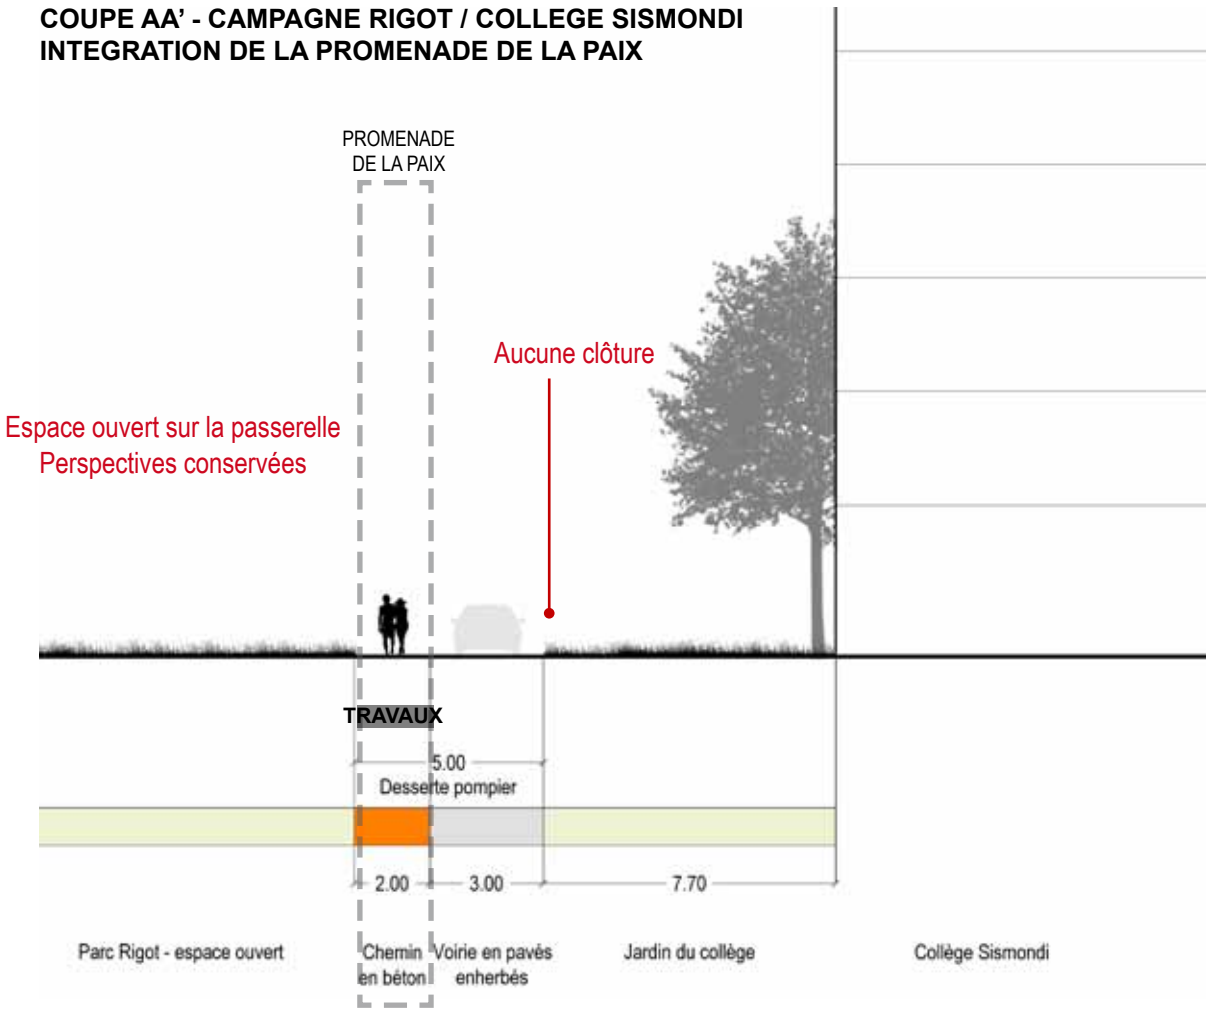 COUPE AA’ - CAMPAGNE RIGOT / COLLEGE SISMONDI
INTEGRATION DE LA PROMENADE DE LA PAIX
PROMENADE
DE LA PAIX
Aucune clôture
Espace ouvert sur la passerelle
Perspectives conservées
TRAVAUX
5.00
Desserte pompier
2.00
3.00
7.70
Parc Rigot - espace ouvert
Chemin
en béton
Voirie en pavés
enherbés
Jardin du collège
Collège Sismondi